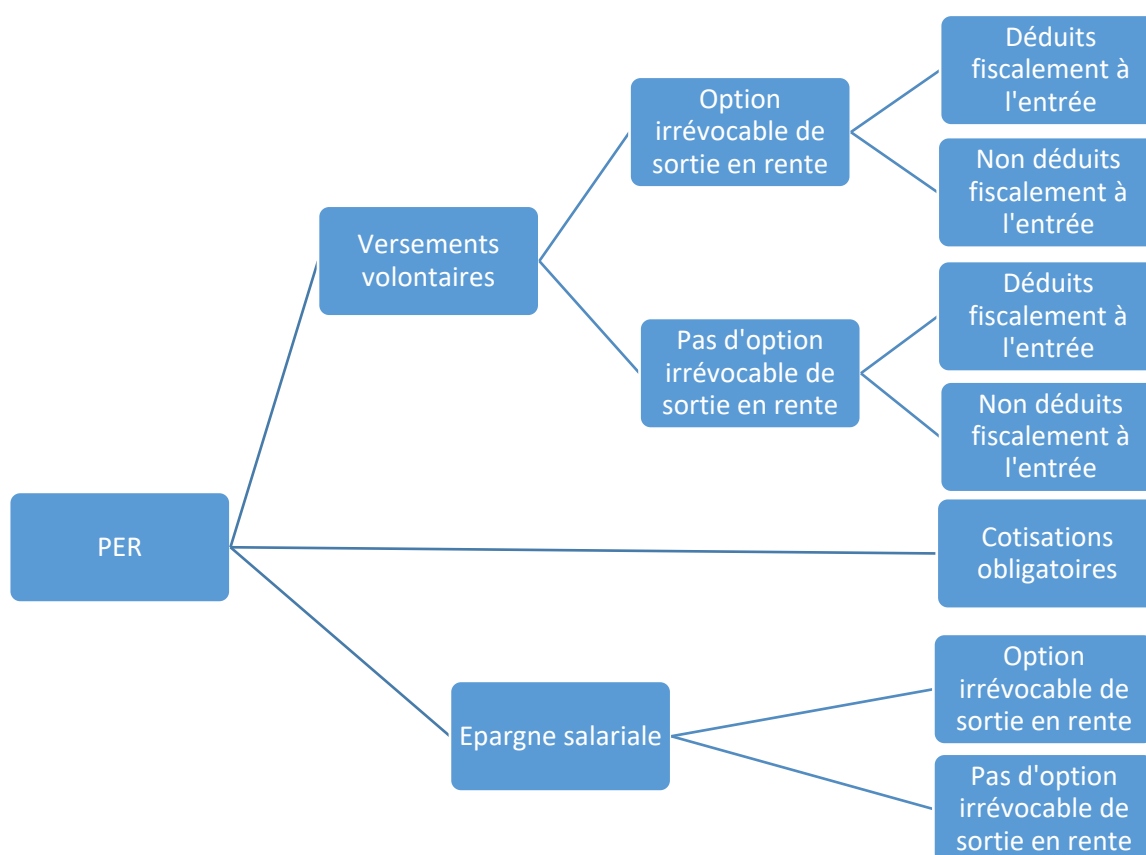 Déduits
fiscalement à
l'entrée
Option
irrévocable de
sortie en rente
Non déduits
fiscalement à
l'entrée
Versements
volontaires
Déduits
fiscalement à
l'entrée
Pas d'option
irrévocable de
sortie en rente
Non déduits
fiscalement à
l'entrée
PER
Cotisations
obligatoires
Option
irrévocable de
sortie en rente
Epargne salariale
Pas d'option
irrévocable de
sortie en rente